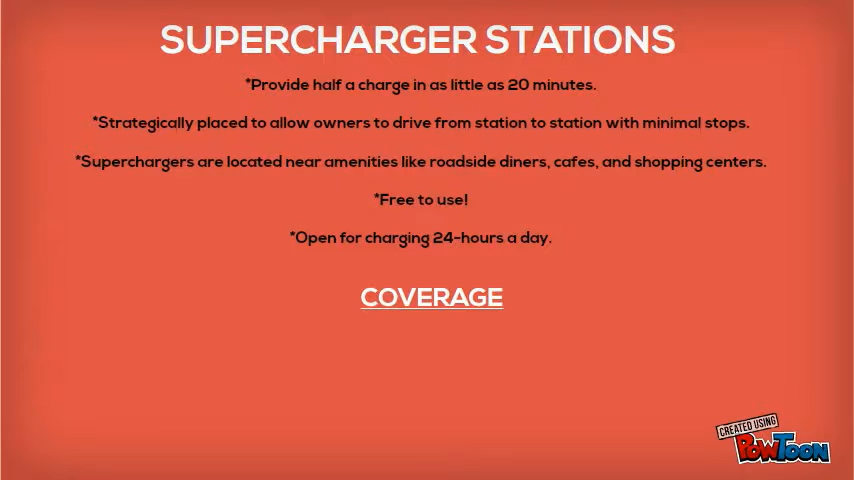 SUPERCHARGER STATIONS
*Provide half a charge in as little as 20 minutes.
*Strategically placed to allow owners to drive from station to station with minimal stops.
*Superchargers are located near amenities like roadside diners, cafes, and shopping centers.
*Free to use!
*Open for charging 24-hours a day.
COVERAGE
CREATED USING
POWTOON